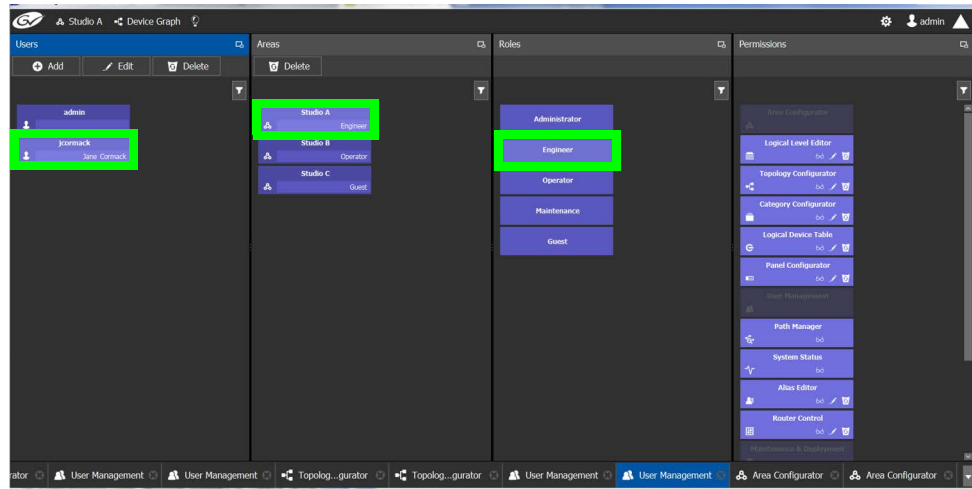 GV Studio A Device Graph admin
Users Areas Roles Permissions
Add Edit Delete Delete
admin
jcormack
Jane Cormack
Studio A
Engineer
Studio B
Operator
Studio C
Guest
Administrator
Engineer
Operator
Maintenance
Guest
Area Configurator
Logical Level Editor
Topology Configurator
Category Configurator
Logical Device Table
Panel Configurator
User Management
Path Manager
System Status
Alias Editor
Router Control
Maintenance & Deployment
rator User Management User Management Topolog...gurator Topolog...gurator User Management User Management Area Configurator Area Configurator